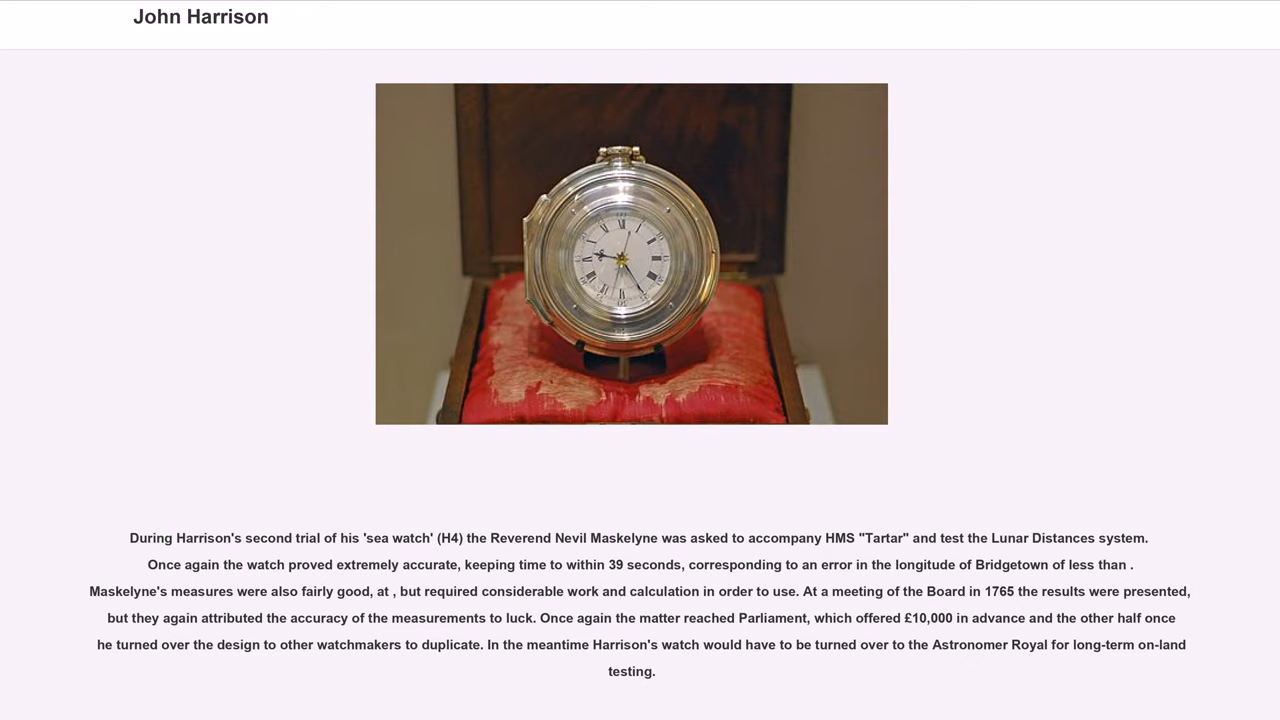 John Harrison
During Harrison's second trial of his 'sea watch' (H4) the Reverend Nevil Maskelyne was asked to accompany HMS "Tartar" and test the Lunar Distances system.
Once again the watch proved extremely accurate, keeping time to within 39 seconds, corresponding to an error in the longitude of Bridgetown of less than .
Maskelyne's measures were also fairly good, at , but required considerable work and calculation in order to use. At a meeting of the Board in 1765 the results were presented,
but they again attributed the accuracy of the measurements to luck. Once again the matter reached Parliament, which offered £10,000 in advance and the other half once
he turned over the design to other watchmakers to duplicate. In the meantime Harrison's watch would have to be turned over to the Astronomer Royal for long-term on-land
testing.